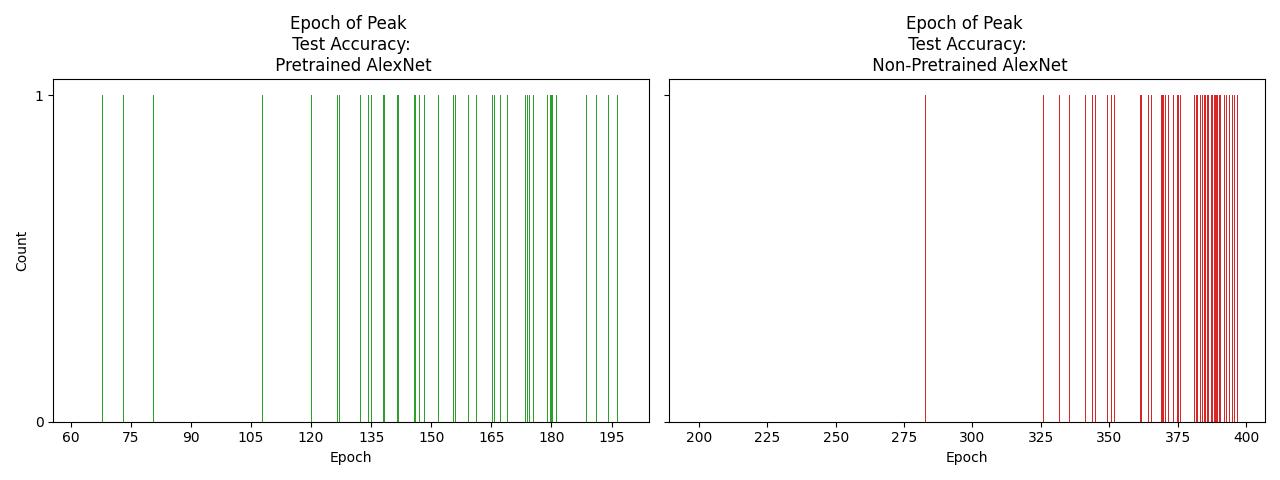 Epoch of Peak
Test Accuracy:
Pretrained AlexNet
Epoch of Peak
Test Accuracy:
Non-Pretrained AlexNet
1
0
Count
60 75 90 105 120 135 150 165 180 195
Epoch
200 225 250 275 300 325 350 375 400
Epoch